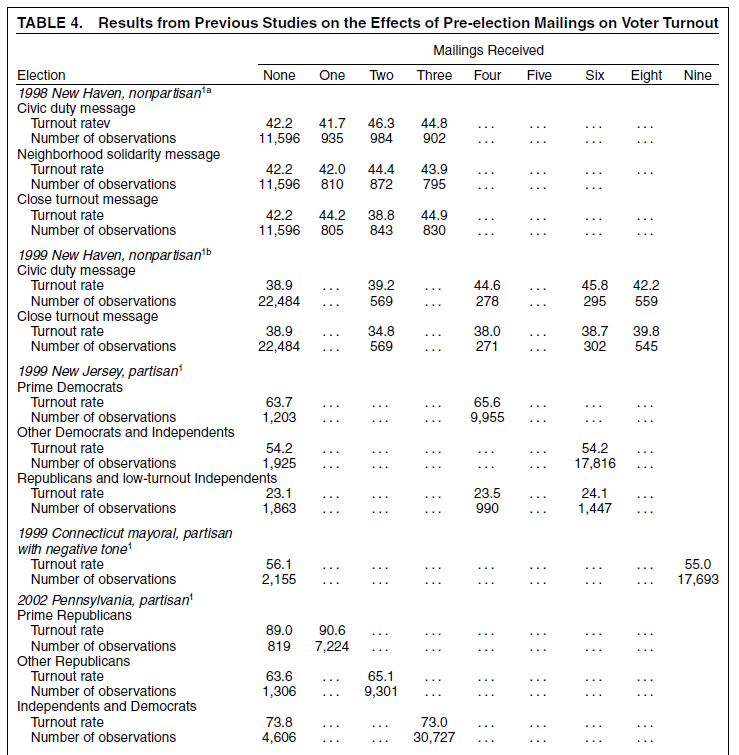 TABLE 4. Results from Previous Studies on the Effects of Pre-election Mailings on Voter Turnout
Mailings Received
Election None One Two Three Four Five Six Eight Nine
1998 New Haven, nonpartisan1a
Civic duty message
Turnout ratev 42.2 41.7 46.3 44.8 ... ... ... ...
Number of observations 11,596 935 984 902 ... ... ... ...
Neighborhood solidarity message
Turnout rate 42.2 42.0 44.4 43.9 ... ... ... ...
Number of observations 11,596 810 872 795 ... ... ...
Close turnout message
Turnout rate 42.2 44.2 38.8 44.9 ... ... ... ...
Number of observations 11,596 805 843 830 ... ... ... ...
1999 New Haven, nonpartisan1b
Civic duty message
Turnout rate 38.9 ... 39.2 ... 44.6 ... 45.8 42.2
Number of observations 22,484 ... 569 ... 278 ... 295 559
Close turnout message
Turnout rate 38.9 ... 34.8 ... 38.0 ... 38.7 39.8
Number of observations 22,484 ... 569 ... 271 ... 302 545
1999 New Jersey, partisan1
Prime Democrats
Turnout rate 63.7 ... ... ... 65.6 ... ... ...
Number of observations 1,203 ... ... ... 9,955 ... ... ...
Other Democrats and Independents
Turnout rate 54.2 ... ... ... ... ... 54.2 ...
Number of observations 1,925 ... ... ... ... ... 17,816 ...
Republicans and low-turnout Independents
Turnout rate 23.1 ... ... ... 23.5 ... 24.1 ...
Number of observations 1,863 ... ... ... 990 ... 1,447 ...
1999 Connecticut mayoral, partisan
with negative tone1
Turnout rate 56.1 ... ... ... ... ... ... ... 55.0
Number of observations 2,155 ... ... ... ... ... ... ... 17,693
2002 Pennsylvania, partisan1
Prime Republicans
Turnout rate 89.0 90.6 ... ... ... ... ... ...
Number of observations 819 7,224 ... ... ... ... ... ...
Other Republicans
Turnout rate 63.6 ... 65.1 ... ... ... ... ...
Number of observations 1,306 ... 9,301 ... ... ... ... ...
Independents and Democrats
Turnout rate 73.8 ... ... 73.0 ... ... ... ...
Number of observations 4,606 ... ... 30,727 ... ... ... ...